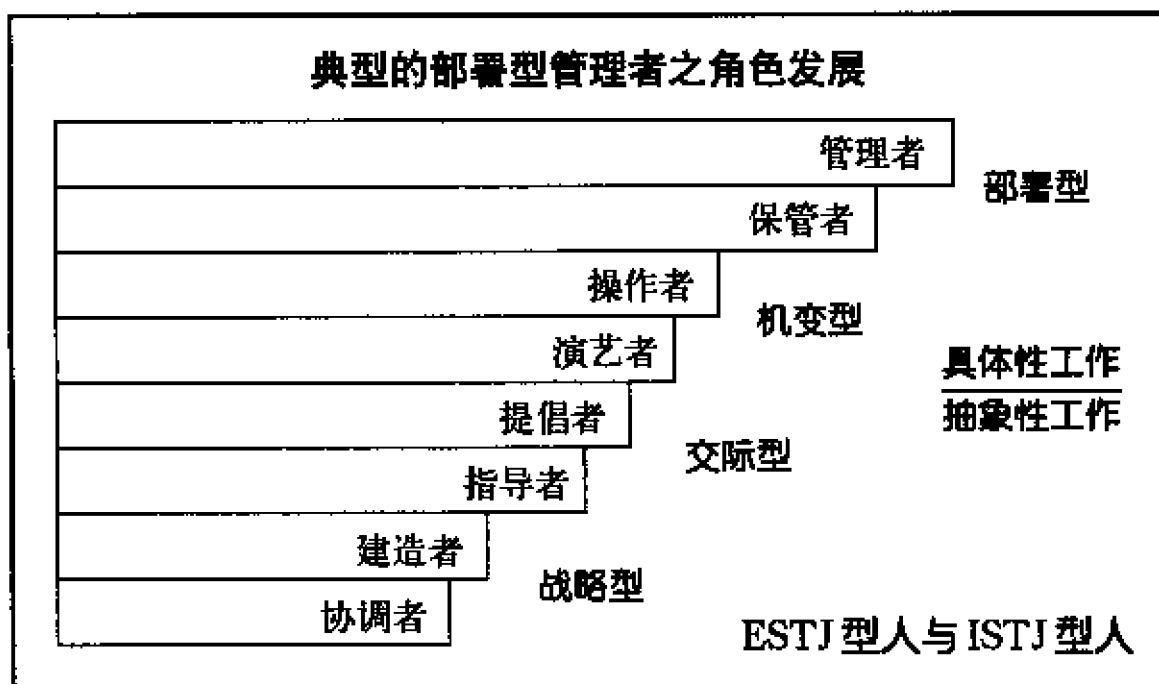 典型的部署型管理者之角色发展
管理者
部署型
保管者
操作者
机变型
演艺者
具体性工作
抽象性工作
提倡者
交际型
指导者
建造者
战略型
协调者
ESTJ 型人与 ISTJ 型人